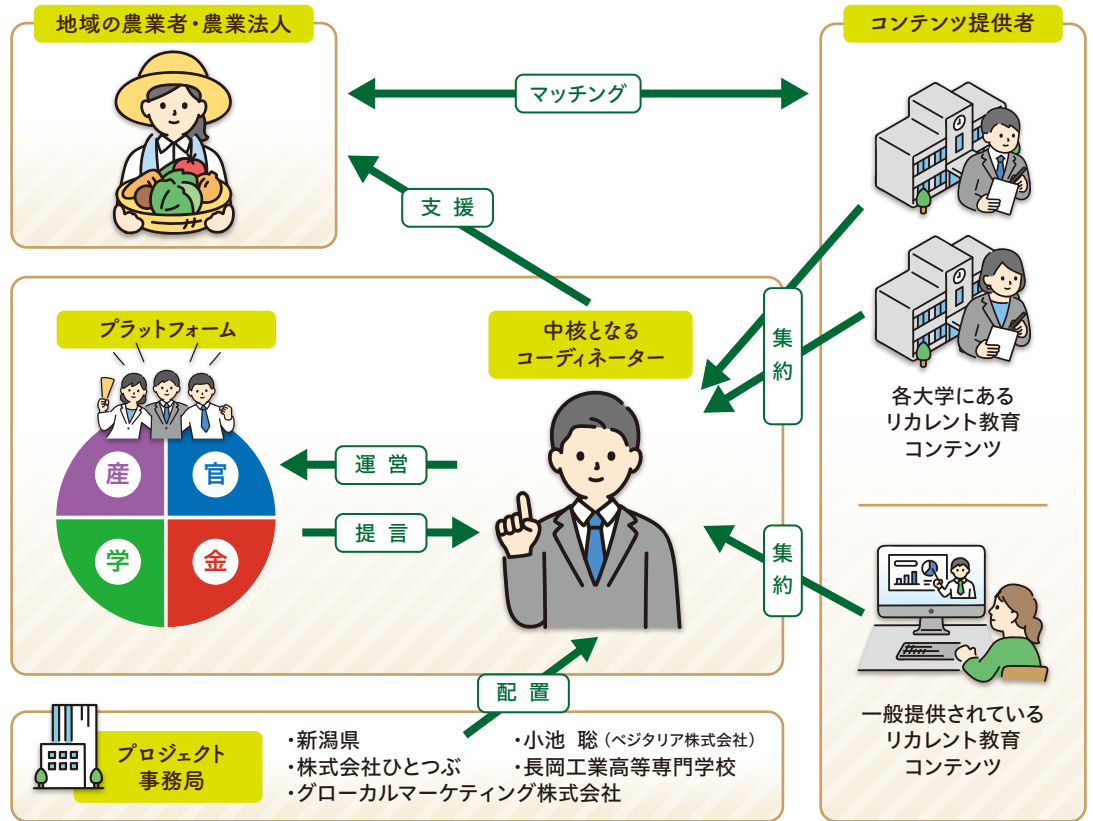 地域の農業者・農業法人
コンテンツ提供者
マッチング
支援
プラットフォーム
中核となる
コーディネーター
集約
各大学にある
リカレント教育
コンテンツ
産
官
学
金
運営
提言
集約
一般提供されている
リカレント教育
コンテンツ
配置
プロジェクト
事務局
・新潟県
・小池 聡（ベジタリア株式会社）
・株式会社ひとつぶ
・長岡工業高等専門学校
・グローカルマーケティング株式会社